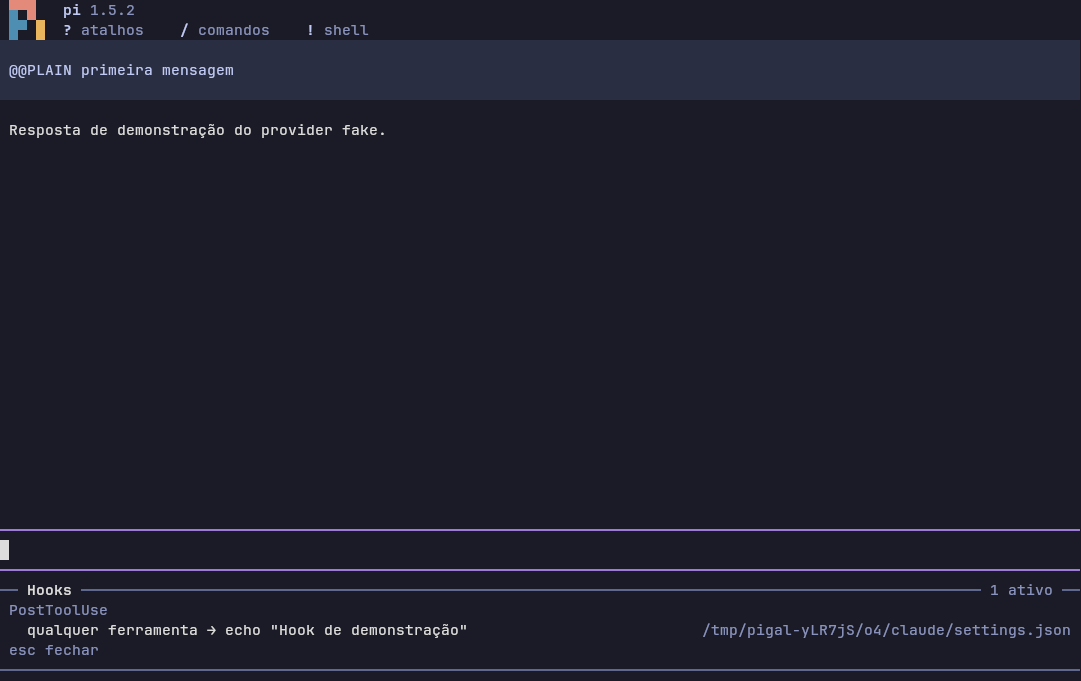 pi 1.5.2
? atalhos / comandos ! shell
@@PLAIN primeira mensagem
Resposta de demonstração do provider fake.
Hooks 1 ativo
PostToolUse
qualquer ferramenta → echo "Hook de demonstração" /tmp/pigal-yLR7jS/o4/claude/settings.json
esc fechar